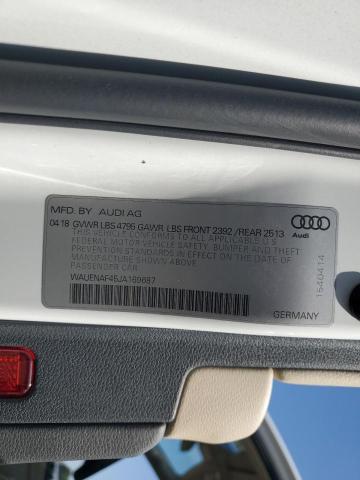 MFD. BY AUDI AG
04.18 GVWR LBS 4796 GAWR LBS FRONT 2392 /REAR 2513
THIS VEHICLE CONFORMS TO ALL APPLICABLE U.S
FEDERAL MOTOR VEHICLE SAFETY, BUMPER AND THEFT
PREVENTION STANDARDS IN EFFECT ON THE DATE OF
MANUFACTURE SHOWN ABOVE.
PASSENGER CAR
WAUENAF46JA169687
Audi
1540414
GERMANY